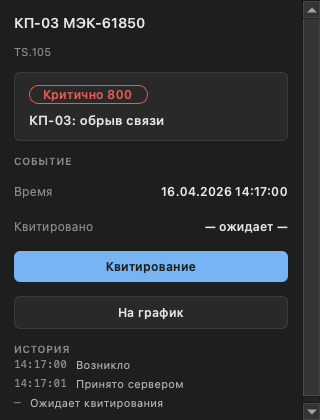 КП-03 МЭК-61850
TS.105
Критично 800
КП-03: обрыв связи
СОБЫТИЕ
Время 16.04.2026 14:17:00
Квитировано — ожидает —
Квитирование
На график
ИСТОРИЯ
14:17:00 Возникло
14:17:01 Принято сервером
— Ожидает квитирования